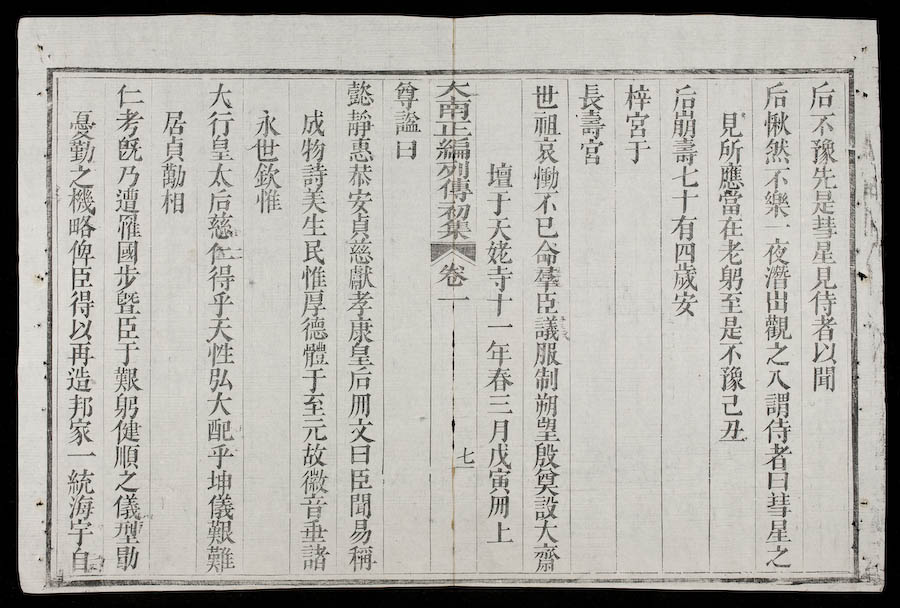 后不豫先是彗星見侍者以聞
后愀然不樂一夜潛出觀之入謂侍者曰彗星之
見所應當在老躬至是不豫己丑
后崩壽七十有四歲安
梓宮于
長壽宮
世祖哀慟不已命羣臣議服制朔望殷奠設大齋
壇于天姥寺十一年春三月戊寅冊上
大南正編列傳初集 卷一 七
尊謚曰
懿靜惠恭安貞慈獻孝康皇后冊文曰臣聞易稱
成物詩美生民惟厚德體于至元故徽音垂諸
永世欽惟
大行皇太后慈仁得乎天性弘大配乎坤儀艱難
居貞勷相
仁考旣乃遭罹國步曁臣于艱躬健順之儀型勖
憂勤之機略俾臣得以再造邦家一統海宇自